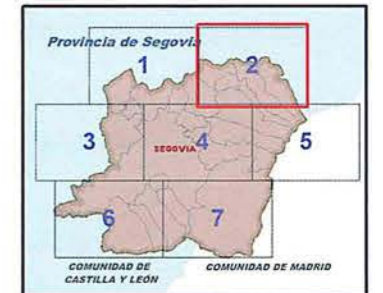 Provincia de Segovia
1
2
3
SEGOVIA
4
5
6
7
COMUNIDAD DE
CASTILLA Y LEÓN
COMUNIDAD DE MADRID